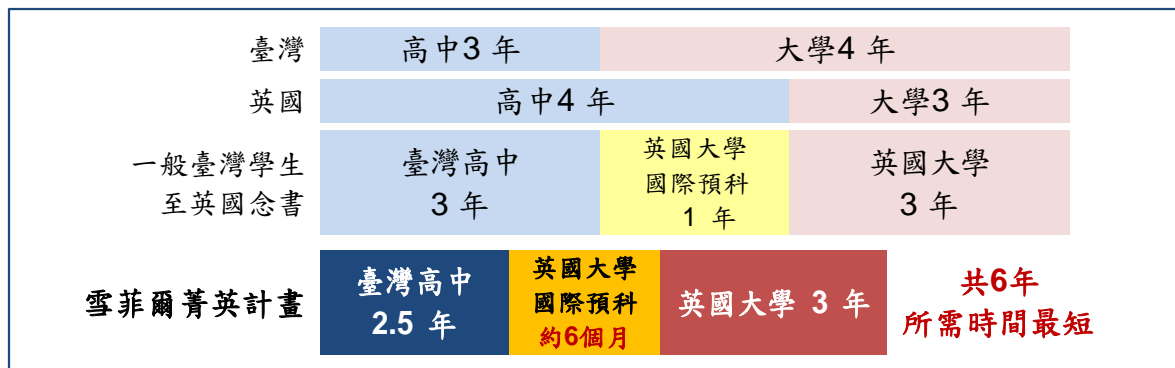 臺灣
高中3 年
大學4 年
英國
高中4 年
大學3 年
一般臺灣學生
至英國念書
臺灣高中
3 年
英國大學
國際預科
1 年
英國大學
3 年
雪菲爾菁英計畫
臺灣高中
2.5 年
英國大學
國際預科
約6個月
英國大學 3 年
共6年
所需時間最短